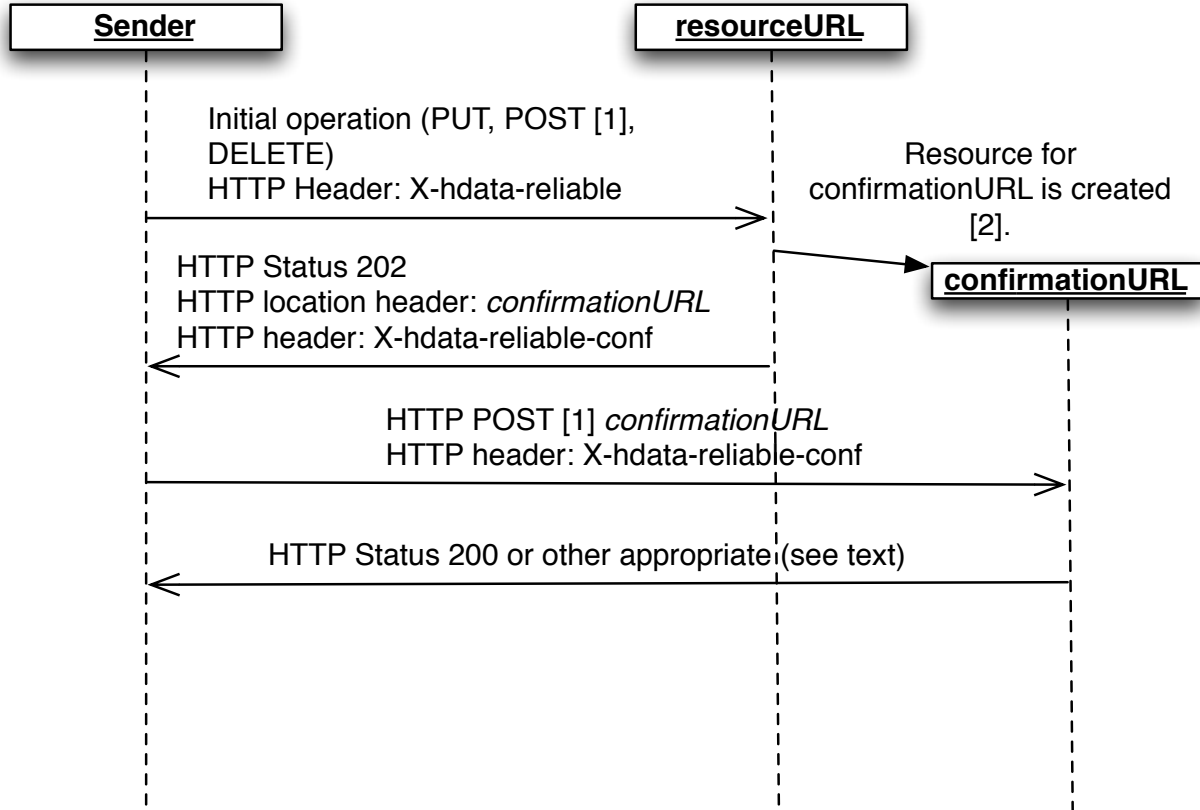 Sender
resourceURL
Initial operation (PUT, POST [1],
DELETE)
HTTP Header: X-hdata-reliable
Resource for
confirmationURL is created
[2].
confirmationURL
HTTP Status 202
HTTP location header: confirmationURL
HTTP header: X-hdata-reliable-conf
HTTP POST [1] confirmationURL
HTTP header: X-hdata-reliable-conf
HTTP Status 200 or other appropriate (see text)